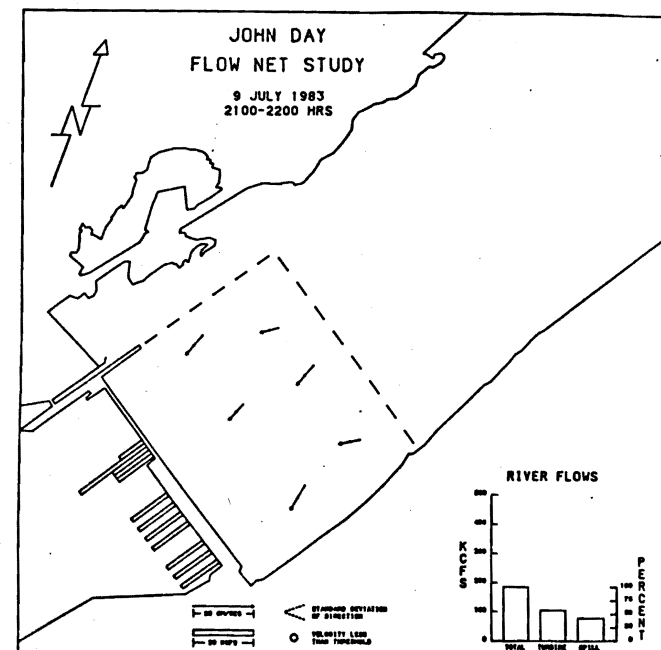 JOHN DAY
FLOW NET STUDY
9 JULY 1983
2100-2200 HRS
N
RIVER FLOWS
KCFS
500
400
300
200
100
0
PERCENT
100
75
50
0
TOTAL
TURBINE
SPILL
STANDARD DEVIATION
OF DIRECTION
VELOCITY LESS
THAN THRESHOLD